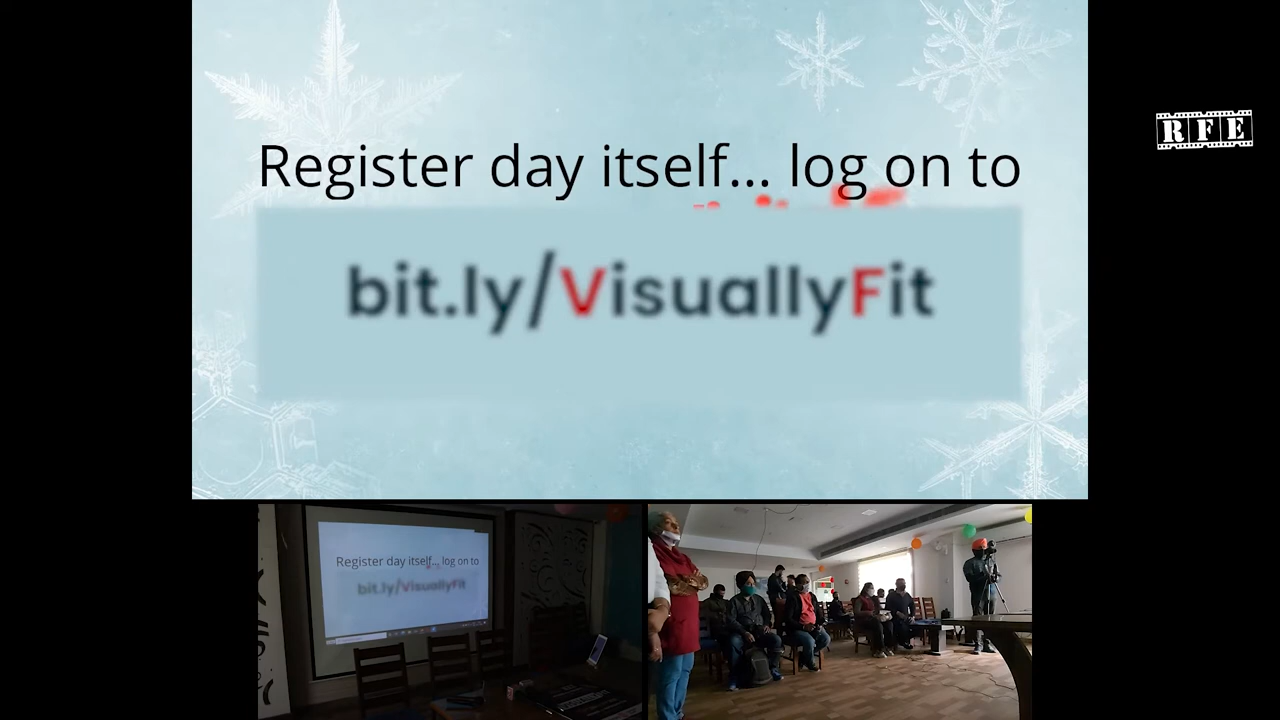 Register day itself... log on to
bit.ly/VisuallyFit
RFE
Register day itself... log on to
bit.ly/VisuallyFit